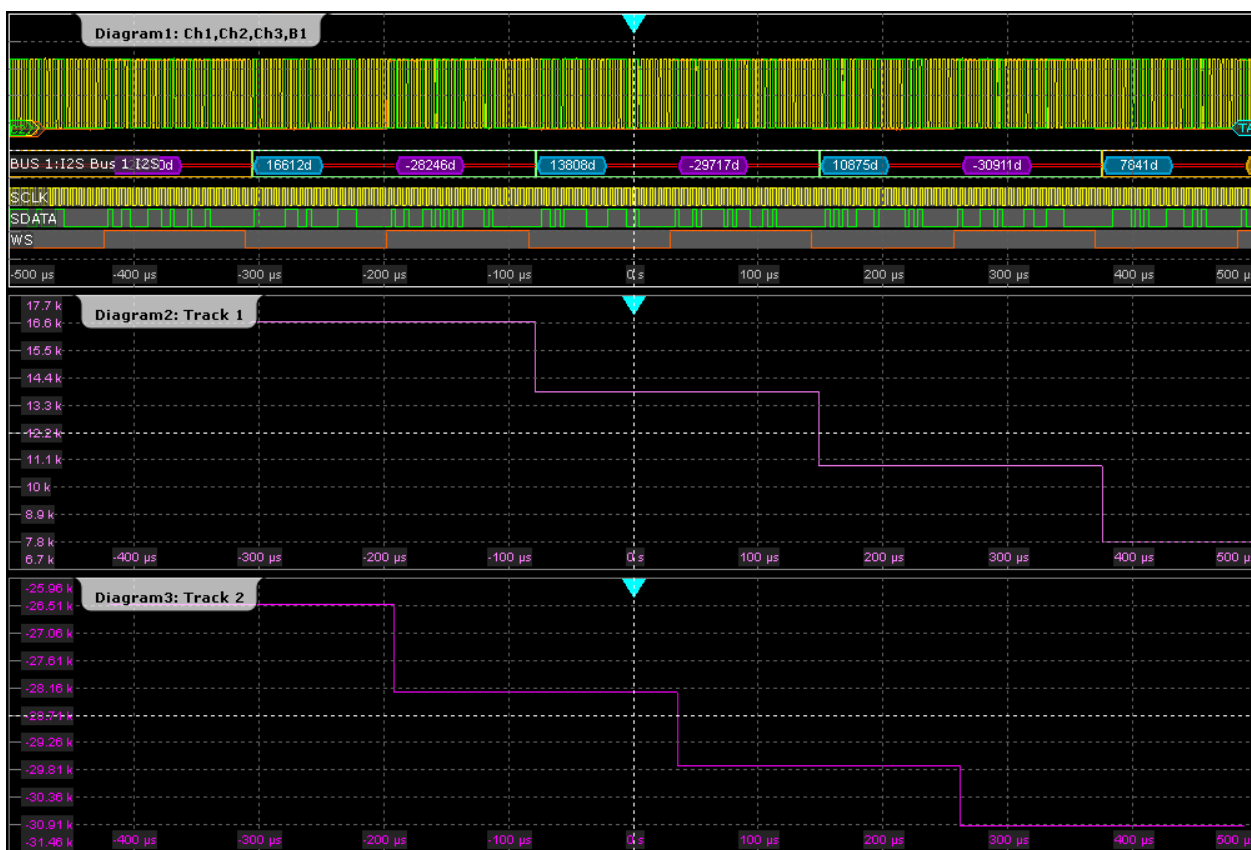 Diagram1: Ch1,Ch2,Ch3,B1
BUS 1:I2S Bus 1:I2S 16612d -28246d 13808d -29717d 10875d -30911d 7841d
SCLK
SDATA
WS
-500 µs -400 µs -300 µs -200 µs -100 µs 0 s 100 µs 200 µs 300 µs 400 µs 500 µ
17.7 k
Diagram2: Track 1
16.6 k
15.5 k
14.4 k
13.3 k
12.2 k
11.1 k
10 k
8.9 k
7.8 k
6.7 k -400 µs -300 µs -200 µs -100 µs 0 s 100 µs 200 µs 300 µs 400 µs 500 µ
-25.96 k
Diagram3: Track 2
-26.51 k
-27.06 k
-27.61 k
-28.16 k
-28.71 k
-29.26 k
-29.81 k
-30.36 k
-30.91 k
-31.46 k -400 µs -300 µs -200 µs -100 µs 0 s 100 µs 200 µs 300 µs 400 µs 500 µ